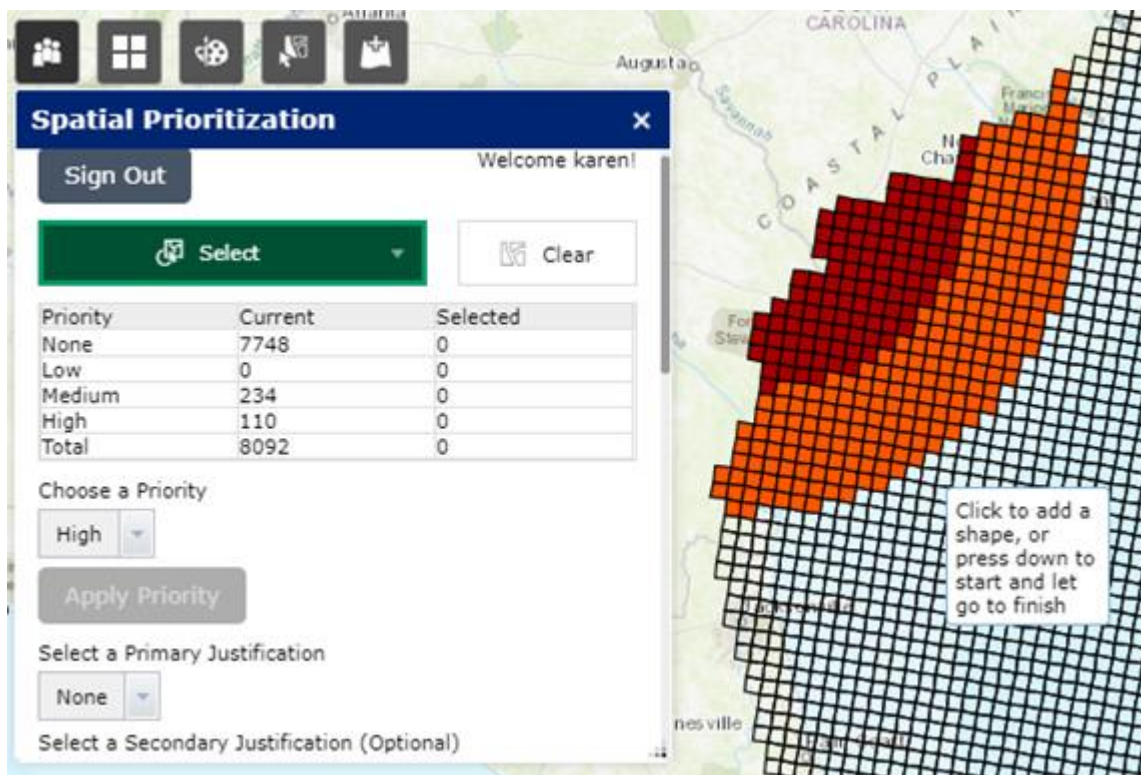 Atlanta
CAROLINA
Augusta
Savannah
COASTAL PLAIN
Spatial Prioritization
×
Sign Out
Welcome karen!
Select
Clear
Priority Current Selected
None 7748 0
Low 0 0
Medium 234 0
High 110 0
Total 8092 0
Choose a Priority
High
Apply Priority
Select a Primary Justification
None
Select a Secondary Justification (Optional)
Click to add a
shape, or
press down to
start and let
go to finish
Jacksonville